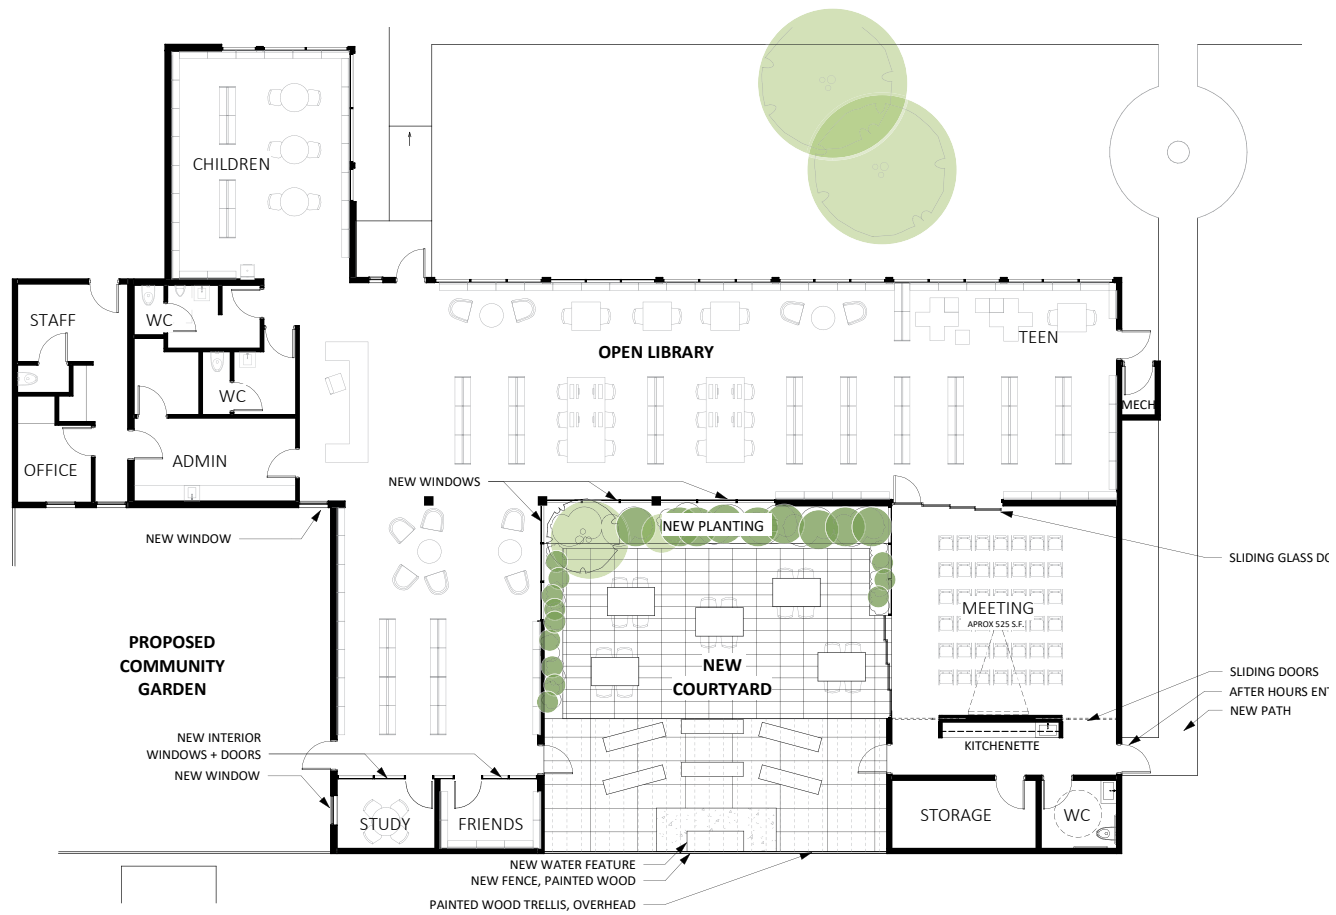 CHILDREN
STAFF
WC
WC
OPEN LIBRARY
TEEN
MECH
OFFICE
ADMIN
NEW WINDOWS
NEW PLANTING
NEW WINDOW
SLIDING GLASS DO
MEETING
APROX 525 S.F.
PROPOSED
COMMUNITY
GARDEN
NEW
COURTYARD
SLIDING DOORS
AFTER HOURS ENT
NEW PATH
NEW INTERIOR
WINDOWS + DOORS
NEW WINDOW
KITCHENETTE
STUDY
FRIENDS
STORAGE
WC
NEW WATER FEATURE
NEW FENCE, PAINTED WOOD
PAINTED WOOD TRELLIS, OVERHEAD